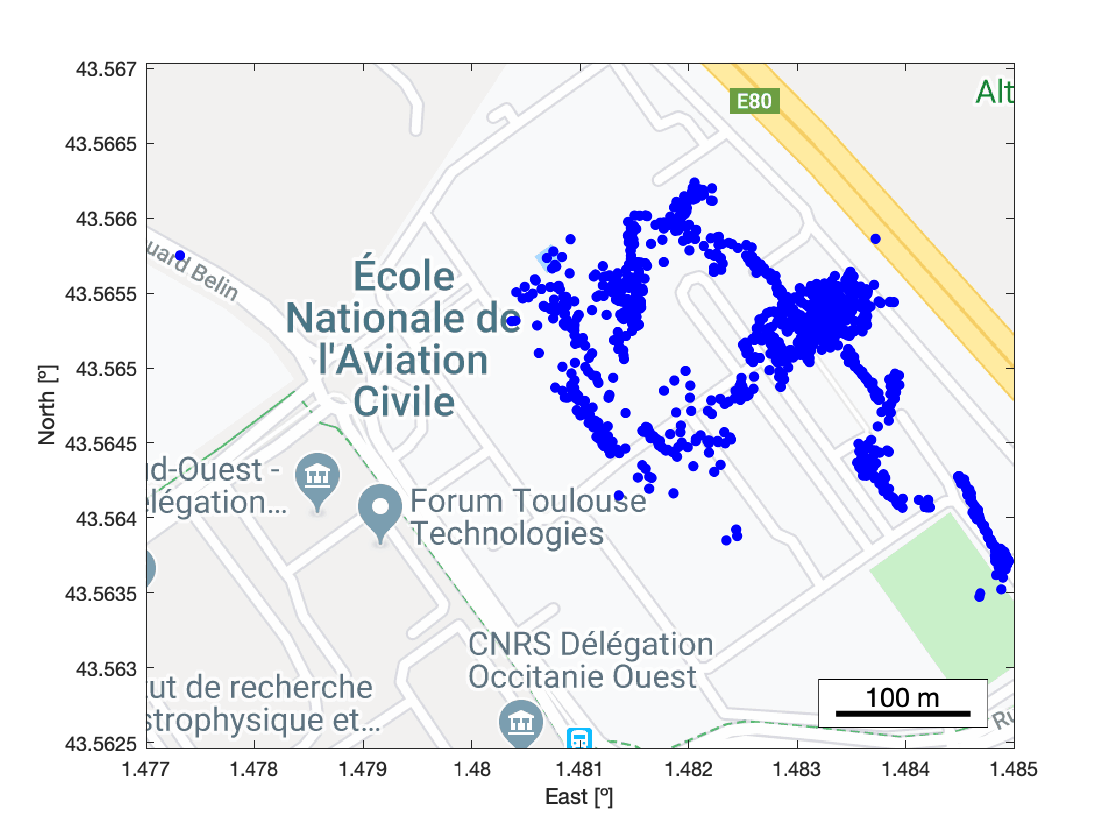 43.567
43.5665
43.566
43.5655
43.565
43.5645
43.564
43.5635
43.563
43.5625
North [º]
E80
Alt
uard Belin
École
Nationale de
l'Aviation
Civile
d-Ouest -
élégation...
Forum Toulouse
Technologies
CNRS Délégation
Occitanie Ouest
tut de recherche
strophysique et...
100 m
Ru
1.477
1.478
1.479
1.48
1.481
1.482
1.483
1.484
1.485
East [º]